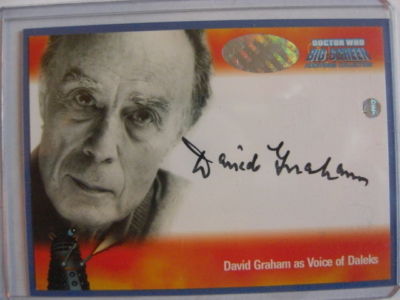 DOCTOR WHO
BIG SCREEN
David Graham
David Graham as Voice of Daleks